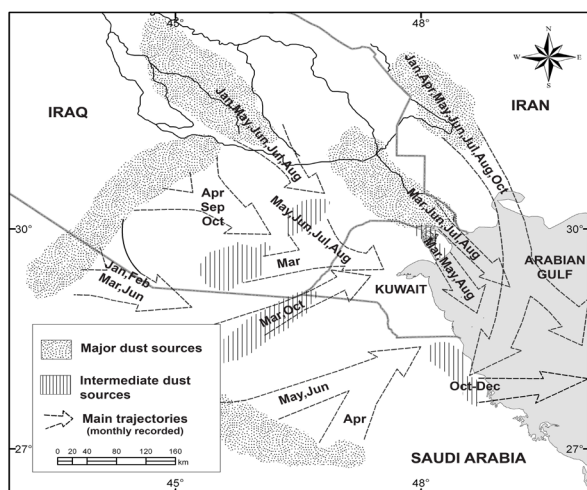 45°
48°
IRAQ
IRAN
N
W
E
S
Jan,May,Jun,Jul,Aug
Jan,Apr,May,Jun,Jul,Aug,Oct
Apr
Sep
Oct
May,Jun,Jul,Aug
Mar,Jun,Jul,Aug
30°
30°
Mar,May,Aug
Jan,Feb
Mar,Jun
Mar
KUWAIT
ARABIAN
GULF
Mar,Oct
Major dust sources
Intermediate dust
sources
Main trajectories
(monthly recorded)
0 20 40 80 120 160
km
May,Jun
Apr
Oct-Dec
27°
27°
SAUDI ARABIA
45°
48°